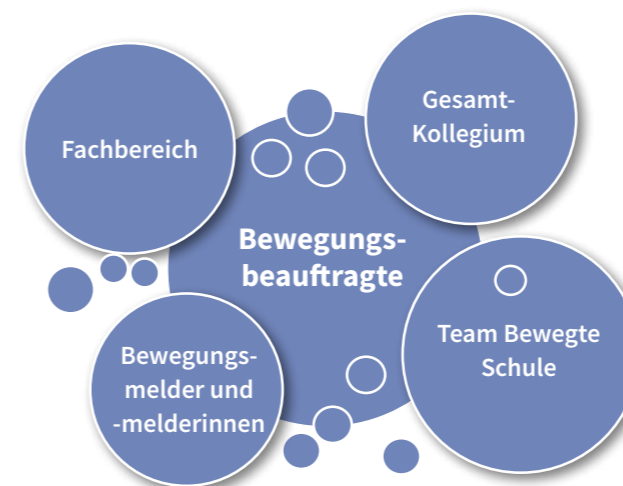 Fachbereich
Gesamt-
Kollegium
Bewegungs-
beauftragte
Bewegungs-
melder und
-melderinnen
Team Bewegte
Schule